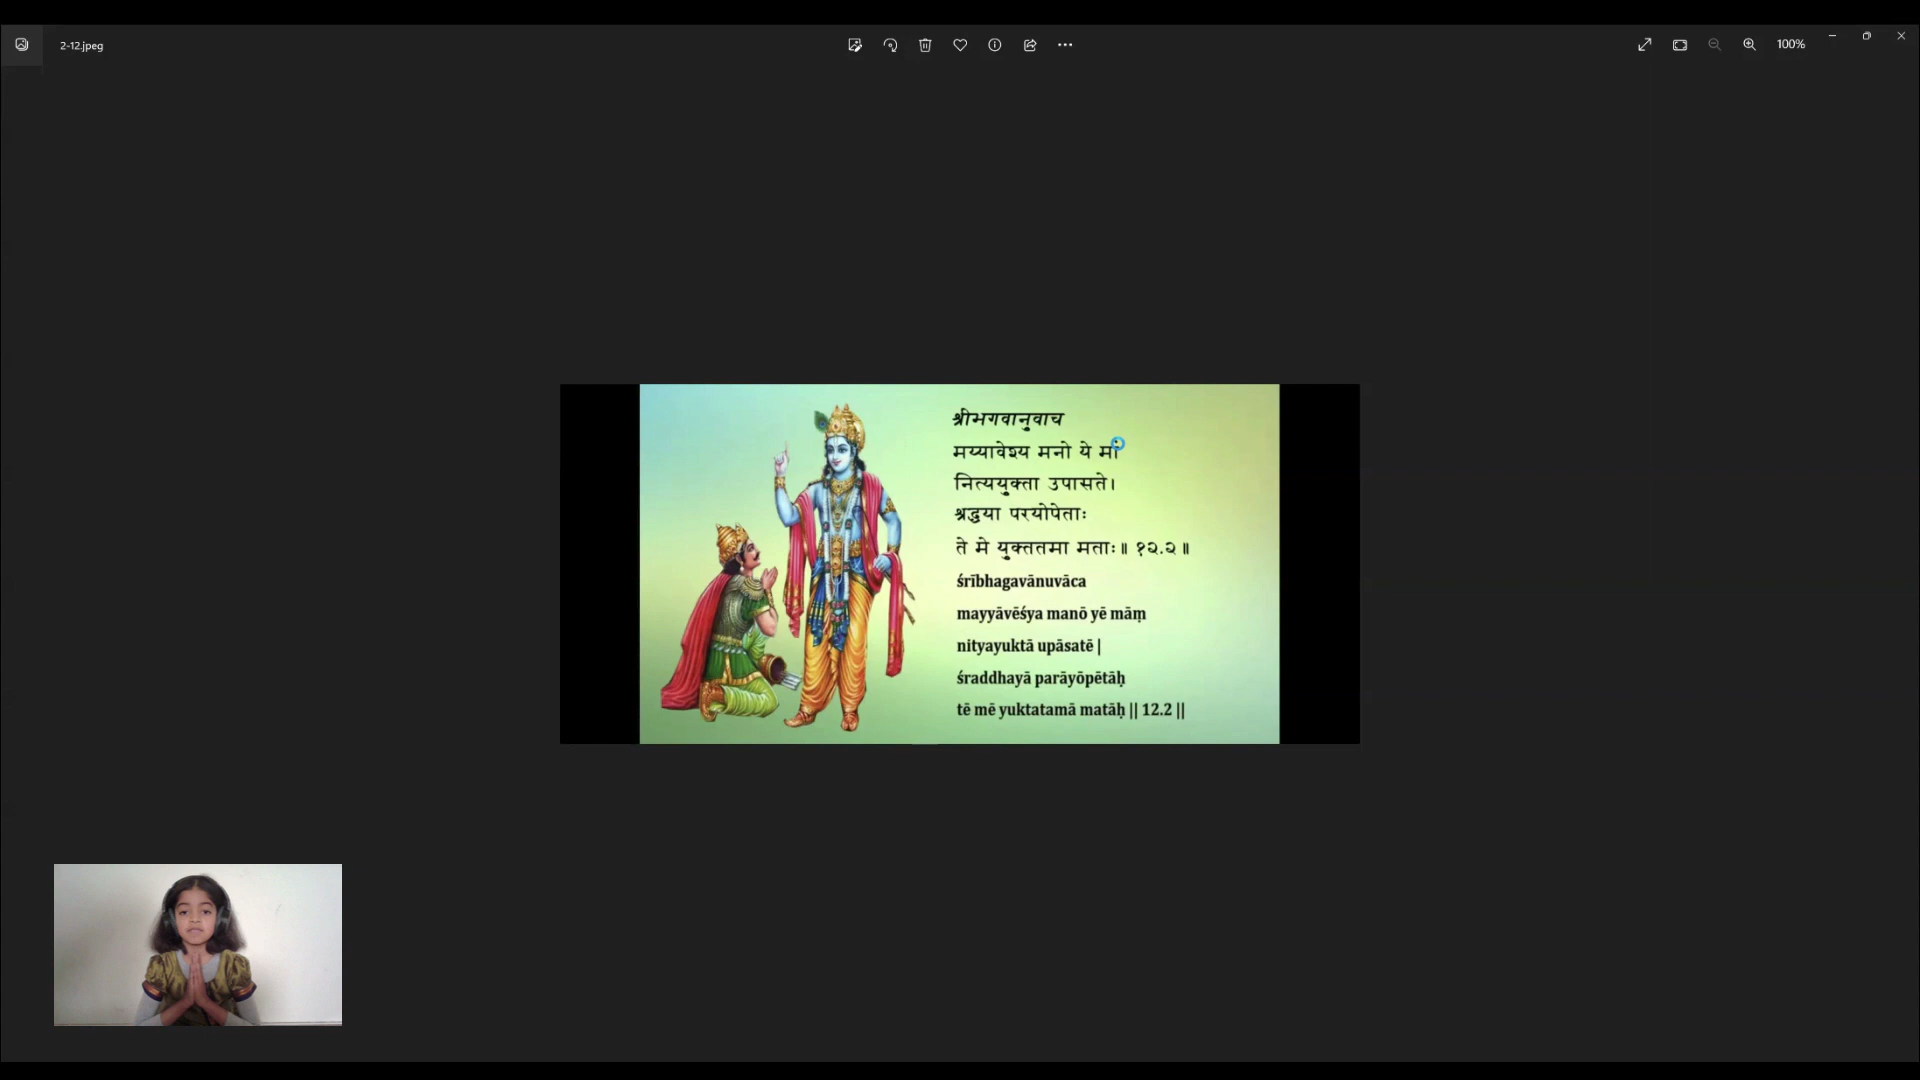 2-12.jpeg
100%
श्रीभगवानुवाच
मय्यावेश्य मनो ये मां
नित्ययुक्ता उपासते।
श्रद्धया परयोपेताः
ते मे युक्ततमा मताः॥ १२.२॥
śrībhagavānuvāca
mayyāvēśya manō yē māṃ
nityayuktā upāsatē |
śraddhayā parāyōpētāḥ
tē mē yuktatamā matāḥ || 12.2 ||